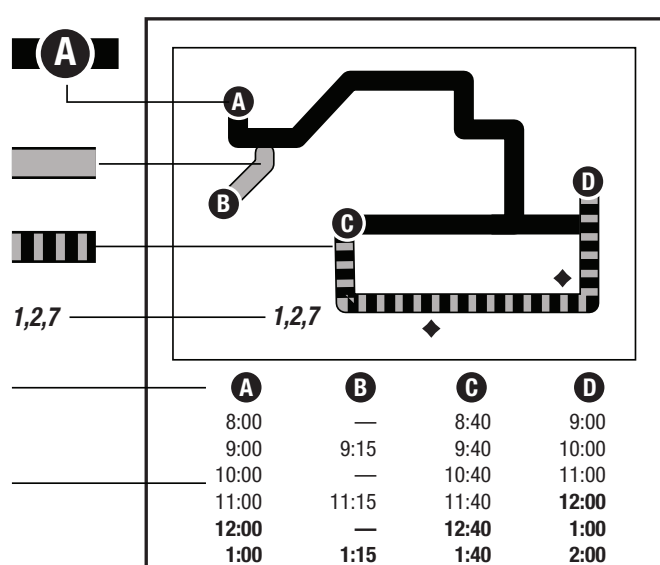 A
A
D
B
C
1,2,7 1,2,7
A B C D
8:00 — 8:40 9:00
9:00 9:15 9:40 10:00
10:00 — 10:40 11:00
11:00 11:15 11:40 12:00
12:00 — 12:40 1:00
1:00 1:15 1:40 2:00